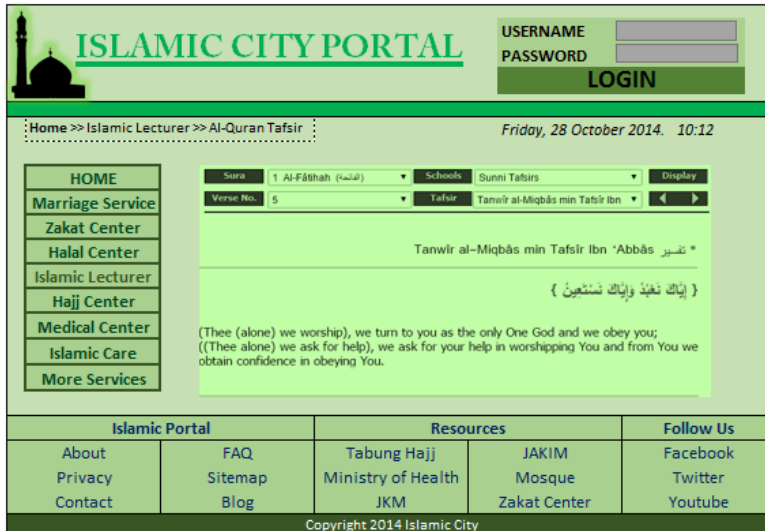 ISLAMIC CITY PORTAL
USERNAME
PASSWORD
LOGIN
Home >> Islamic Lecturer >> Al-Quran Tafsir
Friday, 28 October 2014. 10:12
HOME
Marriage Service
Zakat Center
Halal Center
Islamic Lecturer
Hajj Center
Medical Center
Islamic Care
More Services
Sura 1 Al-Fâtihah (الفاتحة) Schools Sunni Tafsirs Display
Verse No. 5 Tafsir Tanwîr al-Miqbâs min Tafsîr Ibn
* تفسير Tanwîr al-Miqbâs min Tafsîr Ibn ‘Abbâs
{ إِيَّاكَ نَعْبُدُ وَإِيَّاكَ نَسْتَعِينُ }
(Thee (alone) we worship), we turn to you as the only One God and we obey you;
((Thee alone) we ask for help), we ask for your help in worshipping You and from You we
obtain confidence in obeying You.
Islamic Portal Resources Follow Us
About FAQ Tabung Hajj JAKIM Facebook
Privacy Sitemap Ministry of Health Mosque Twitter
Contact Blog JKM Zakat Center Youtube
Copyright 2014 Islamic City